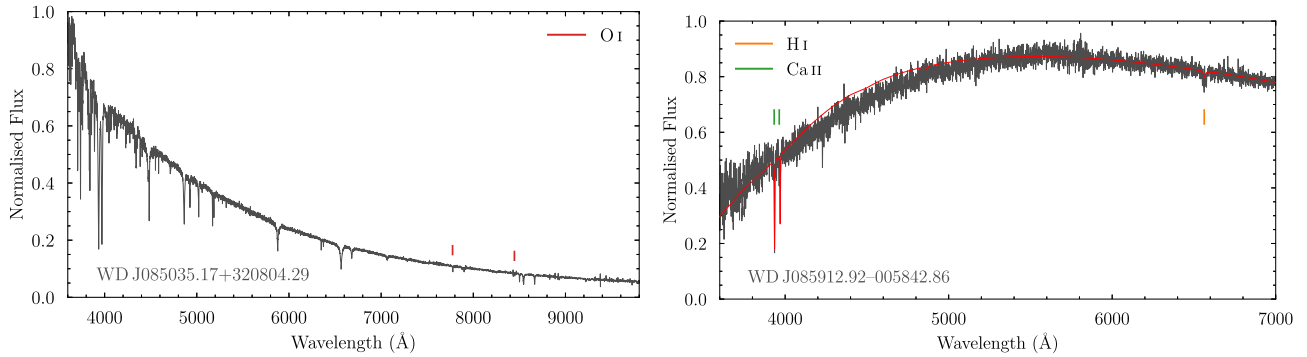 1.0
0.8
0.6
0.4
0.2
0.0
Normalised Flux
O I
WD J085035.17+320804.29
4000 5000 6000 7000 8000 9000
Wavelength (Å)
1.0
0.8
0.6
0.4
0.2
0.0
Normalised Flux
H I
Ca II
WD J085912.92–005842.86
4000 5000 6000 7000
Wavelength (Å)